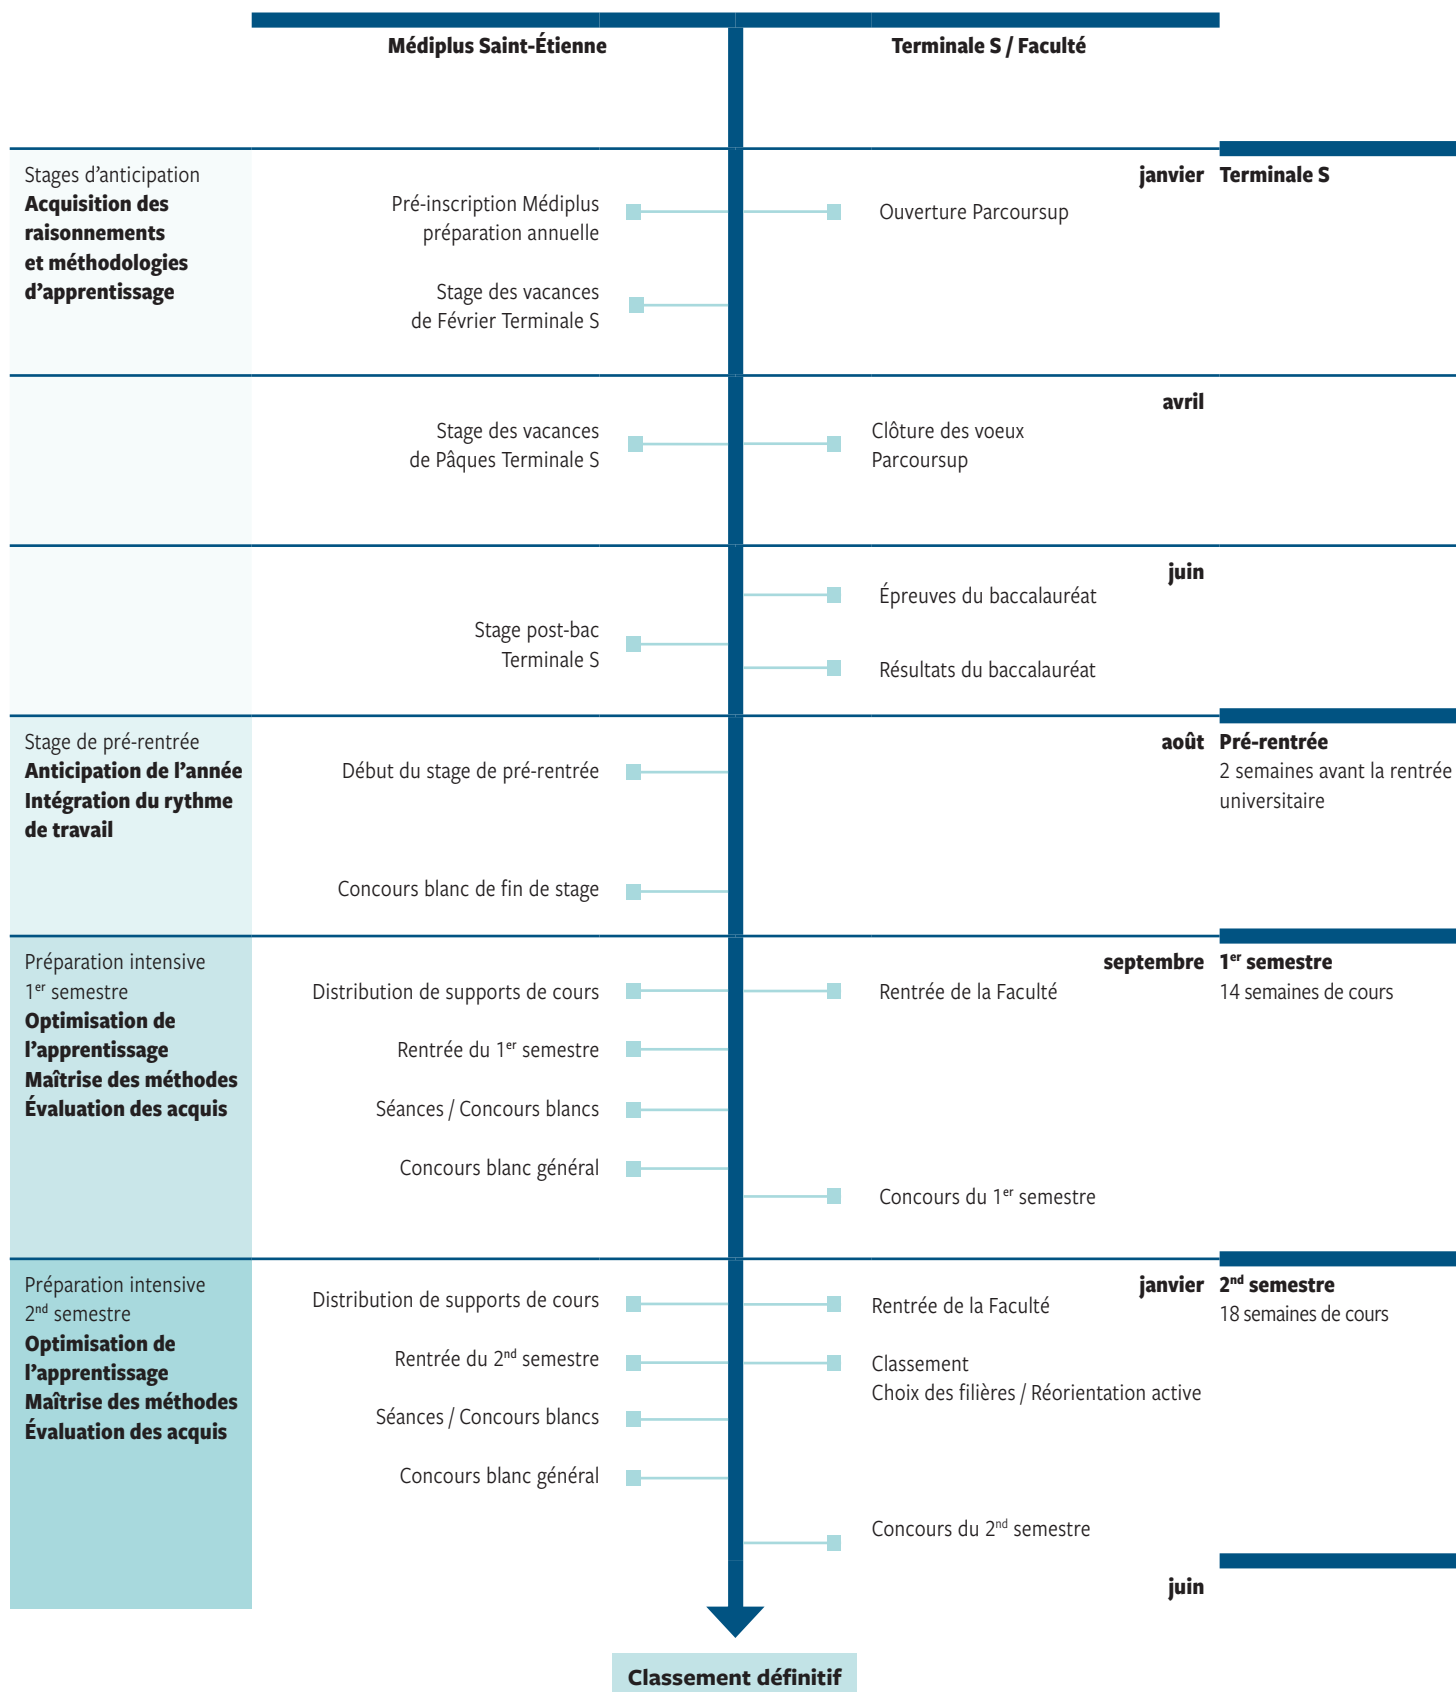 Médiplus Saint-Étienne
Terminale S / Faculté
Stages d’anticipation
Acquisition des
raisonnements
et méthodologies
d’apprentissage
Pré-inscription Médiplus
préparation annuelle
Stage des vacances
de Février Terminale S
Ouverture Parcoursup
janvier
Terminale S
Stage des vacances
de Pâques Terminale S
Clôture des voeux
Parcoursup
avril
Stage post-bac
Terminale S
Épreuves du baccalauréat
Résultats du baccalauréat
juin
Stage de pré-rentrée
Anticipation de l’année
Intégration du rythme
de travail
Début du stage de pré-rentrée
Concours blanc de fin de stage
août
Pré-rentrée
2 semaines avant la rentrée
universitaire
Préparation intensive
1er semestre
Optimisation de
l’apprentissage
Maîtrise des méthodes
Évaluation des acquis
Distribution de supports de cours
Rentrée du 1er semestre
Séances / Concours blancs
Concours blanc général
Rentrée de la Faculté
Concours du 1er semestre
septembre
1er semestre
14 semaines de cours
Préparation intensive
2nd semestre
Optimisation de
l’apprentissage
Maîtrise des méthodes
Évaluation des acquis
Distribution de supports de cours
Rentrée du 2nd semestre
Séances / Concours blancs
Concours blanc général
Rentrée de la Faculté
Classement
Choix des filières / Réorientation active
Concours du 2nd semestre
janvier
2nd semestre
18 semaines de cours
juin
Classement définitif